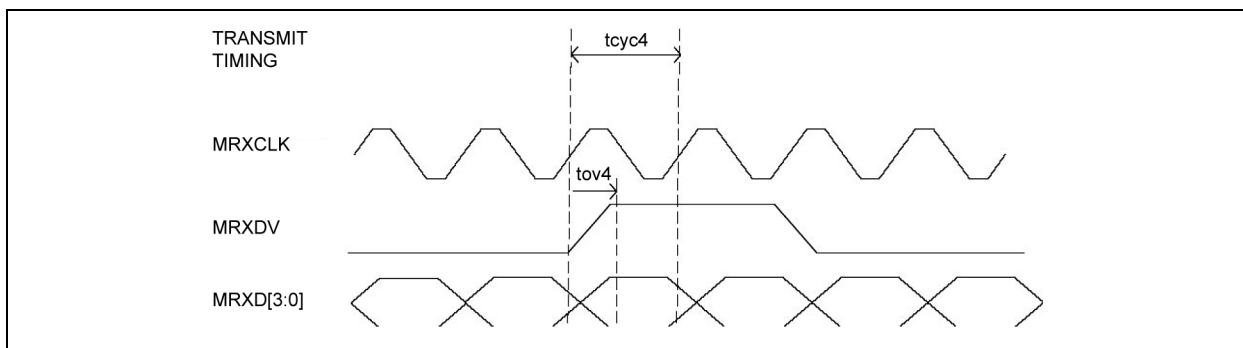 TRANSMIT
TIMING
tcyc4
MRXCLK
tov4
MRXDV
MRXD[3:0]